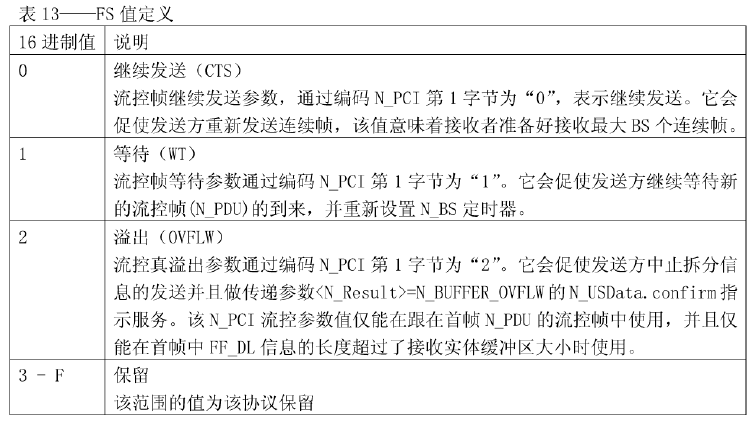 表 13——FS 值定义
16 进制值 说明
0 继续发送（CTS）
流控帧继续发送参数，通过编码 N_PCI 第 1 字节为“0”，表示继续发送。它会
促使发送方重新发送连续帧，该值意味着接收者准备好接收最大 BS 个连续帧。
1 等待（WT）
流控帧等待参数通过编码 N_PCI 第 1 字节为“1”。它会促使发送方继续等待新
的流控帧(N_PDU)的到来，并重新设置 N_BS 定时器。
2 溢出（OVFLW）
流控真溢出参数通过编码 N_PCI 第 1 字节为“2”。它会促使发送方中止拆分信
息的发送并且做传递参数<N_Result>=N_BUFFER_OVFLW 的 N_USData.confirm 指
示服务。该 N_PCI 流控参数值仅能在跟在首帧 N_PDU 的流控帧中使用，并且仅
能在首帧中 FF_DL 信息的长度超过了接收实体缓冲区大小时使用。
3 - F 保留
该范围的值为该协议保留